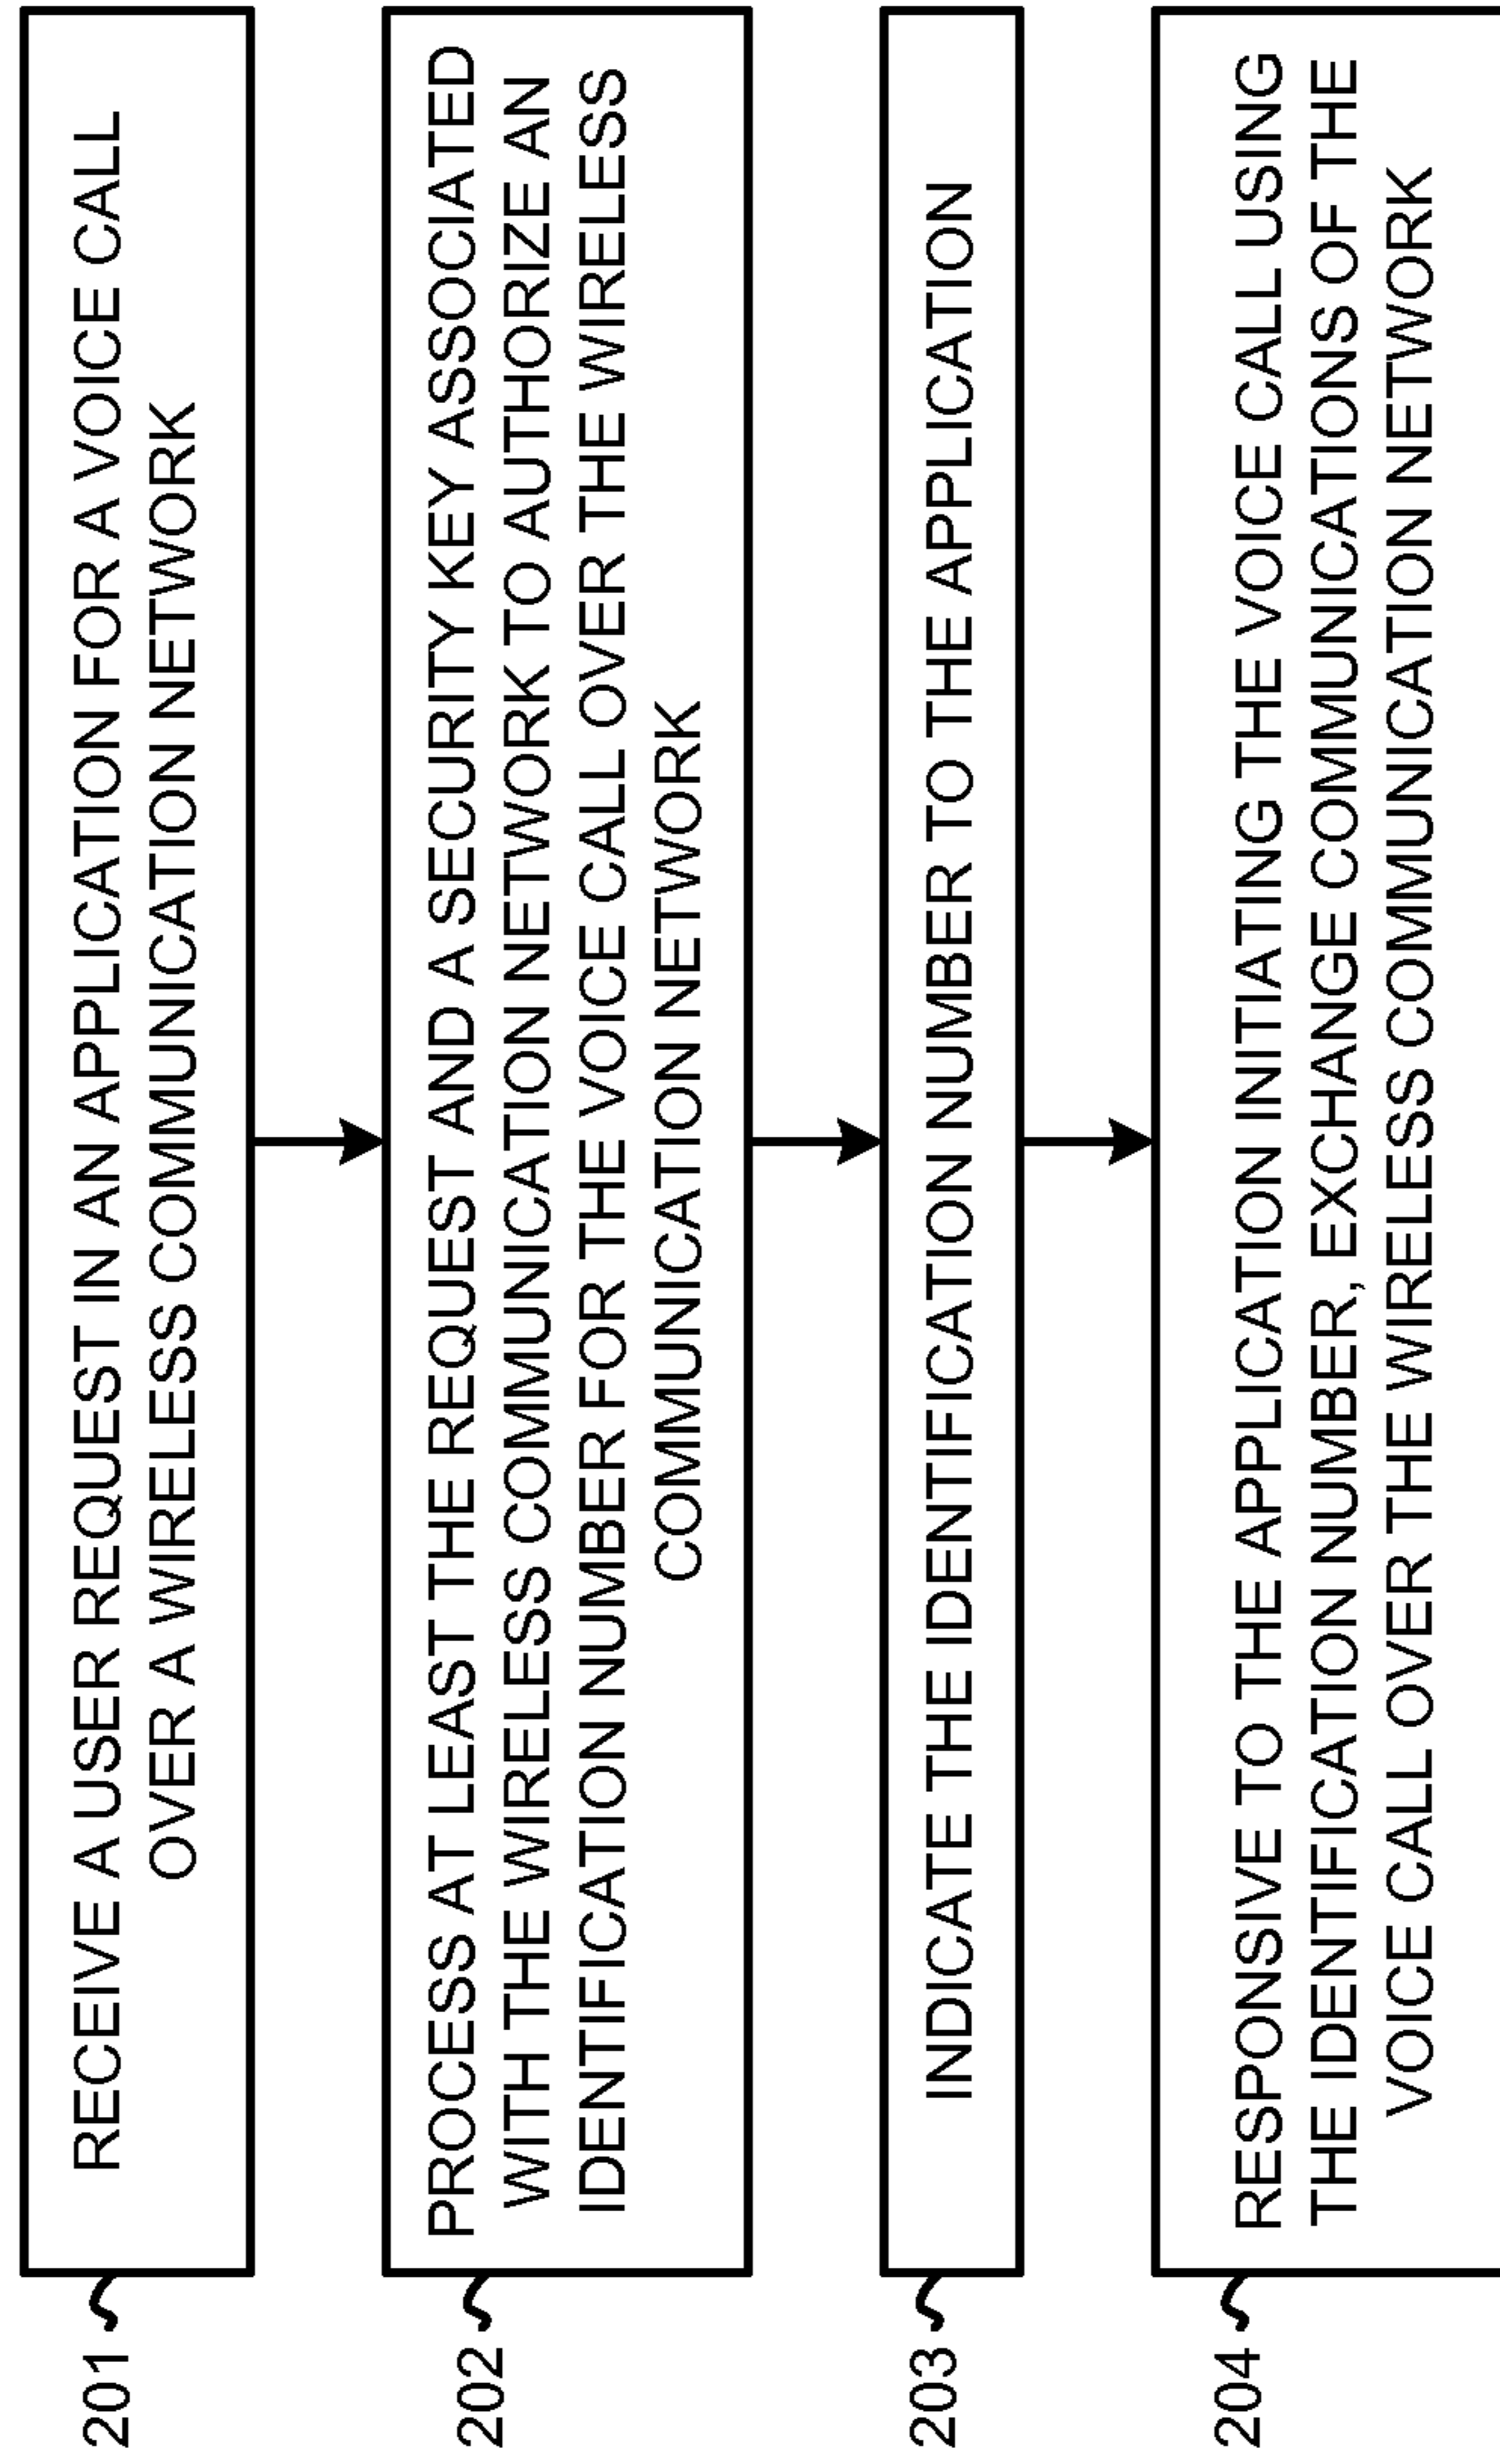 201
RECEIVE A USER REQUEST IN AN APPLICATION FOR A VOICE CALL
OVER A WIRELESS COMMUNICATION NETWORK
202
PROCESS AT LEAST THE REQUEST AND A SECURITY KEY ASSOCIATED
WITH THE WIRELESS COMMUNICATION NETWORK TO AUTHORIZE AN
IDENTIFICATION NUMBER FOR THE VOICE CALL OVER THE WIRELESS
COMMUNICATION NETWORK
203
INDICATE THE IDENTIFICATION NUMBER TO THE APPLICATION
204
RESPONSIVE TO THE APPLICATION INITIATING THE VOICE CALL USING
THE IDENTIFICATION NUMBER, EXCHANGE COMMUNICATIONS OF THE
VOICE CALL OVER THE WIRELESS COMMUNICATION NETWORK